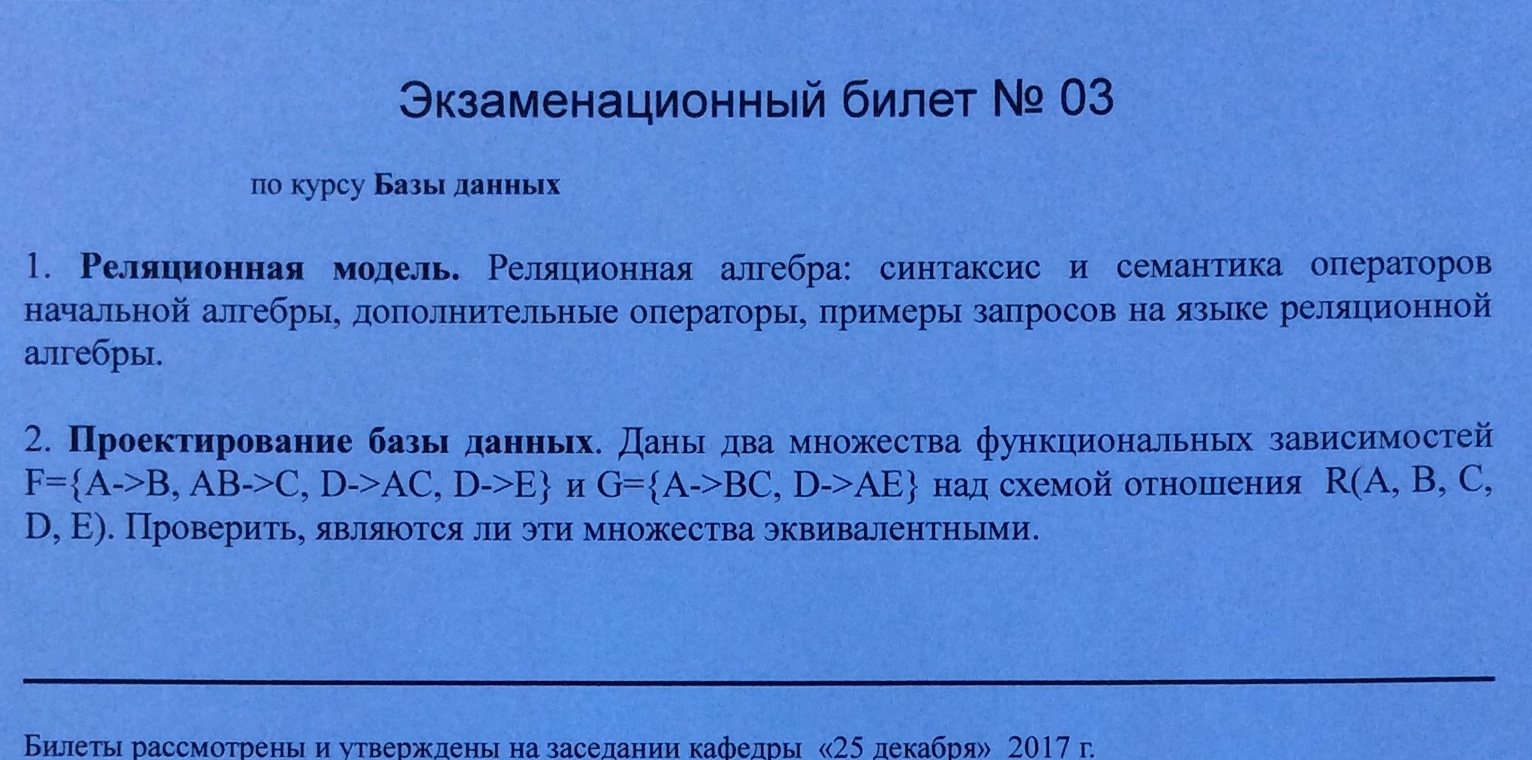 Экзаменационный билет № 03
по курсу Базы данных
1. Реляционная модель. Реляционная алгебра: синтаксис и семантика операторов
начальной алгебры, дополнительные операторы, примеры запросов на языке реляционной
алгебры.
2. Проектирование базы данных. Даны два множества функциональных зависимостей
F={A->B, AB->C, D->AC, D->E} и G={A->BC, D->AE} над схемой отношения R(A, B, C,
D, E). Проверить, являются ли эти множества эквивалентными.
Билеты рассмотрены и утверждены на заседании кафедры «25 декабря» 2017 г.